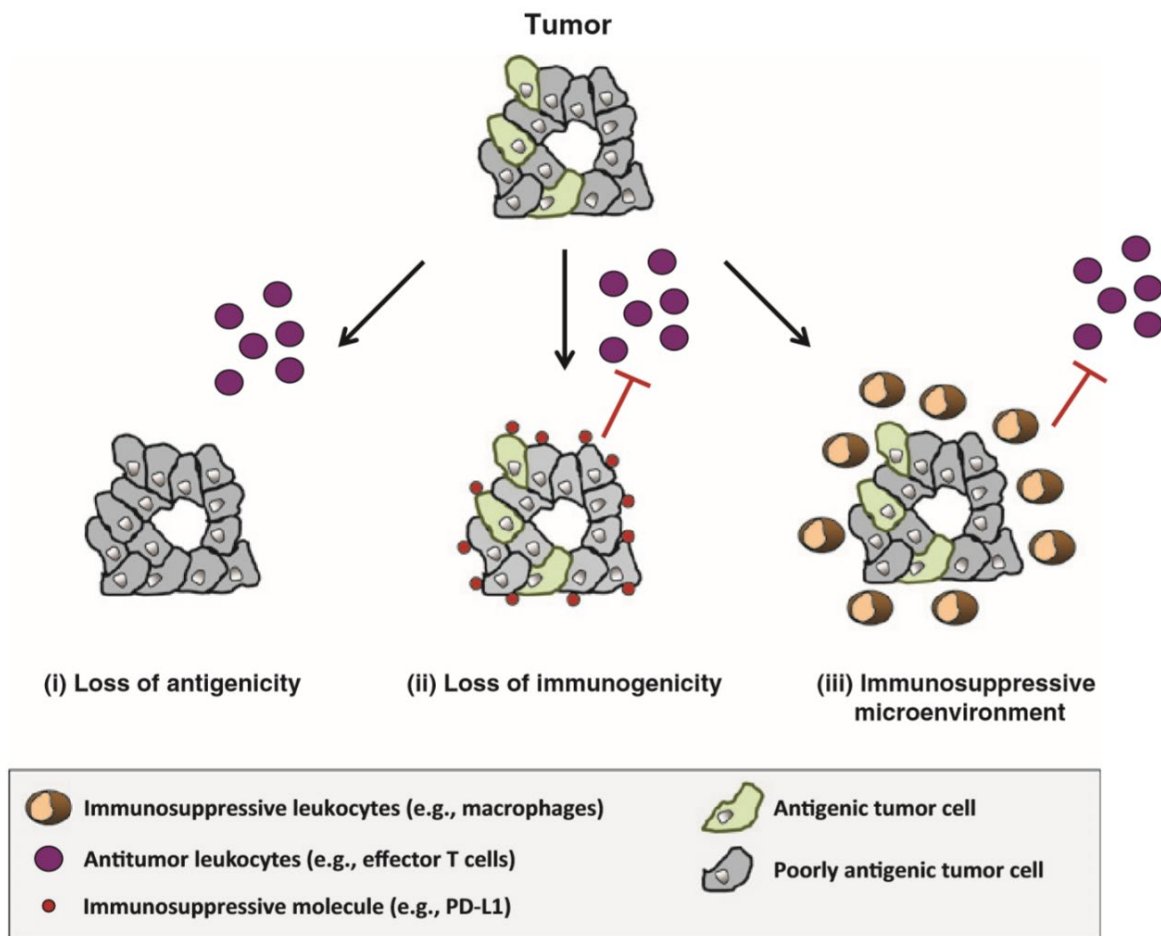 Tumor
(i) Loss of antigenicity
(ii) Loss of immunogenicity
(iii) Immunosuppressive
microenvironment
Immunosuppressive leukocytes (e.g., macrophages)
Antitumor leukocytes (e.g., effector T cells)
Immunosuppressive molecule (e.g., PD-L1)
Antigenic tumor cell
Poorly antigenic tumor cell